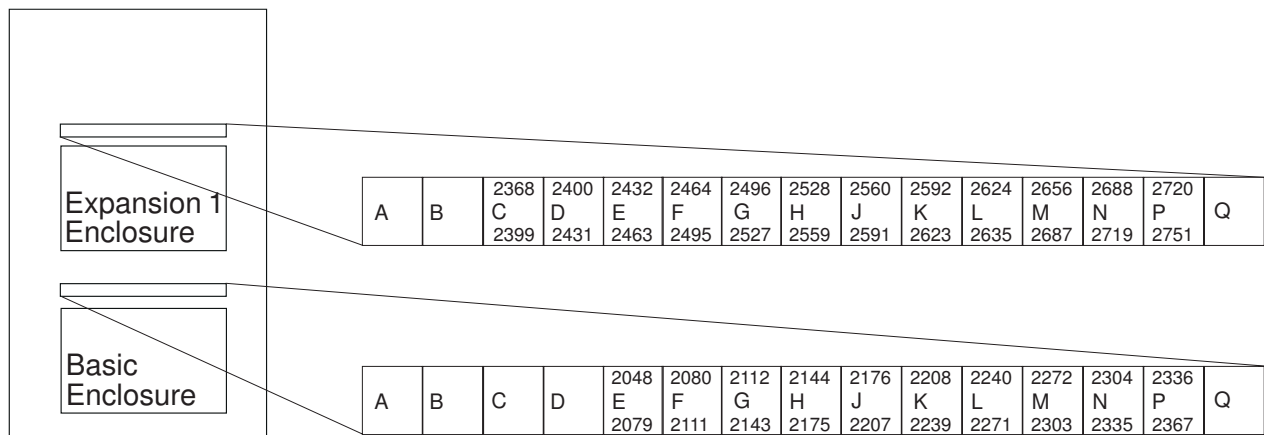 2368 2400 2432 2464 2496 2528 2560 2592 2624 2656 2688 2720
A B C D E F G H J K L M N P Q
2399 2431 2463 2495 2527 2559 2591 2623 2635 2687 2719 2751
Expansion 1
Enclosure
2048 2080 2112 2144 2176 2208 2240 2272 2304 2336
A B C D E F G H J K L M N P Q
2079 2111 2143 2175 2207 2239 2271 2303 2335 2367
Basic
Enclosure